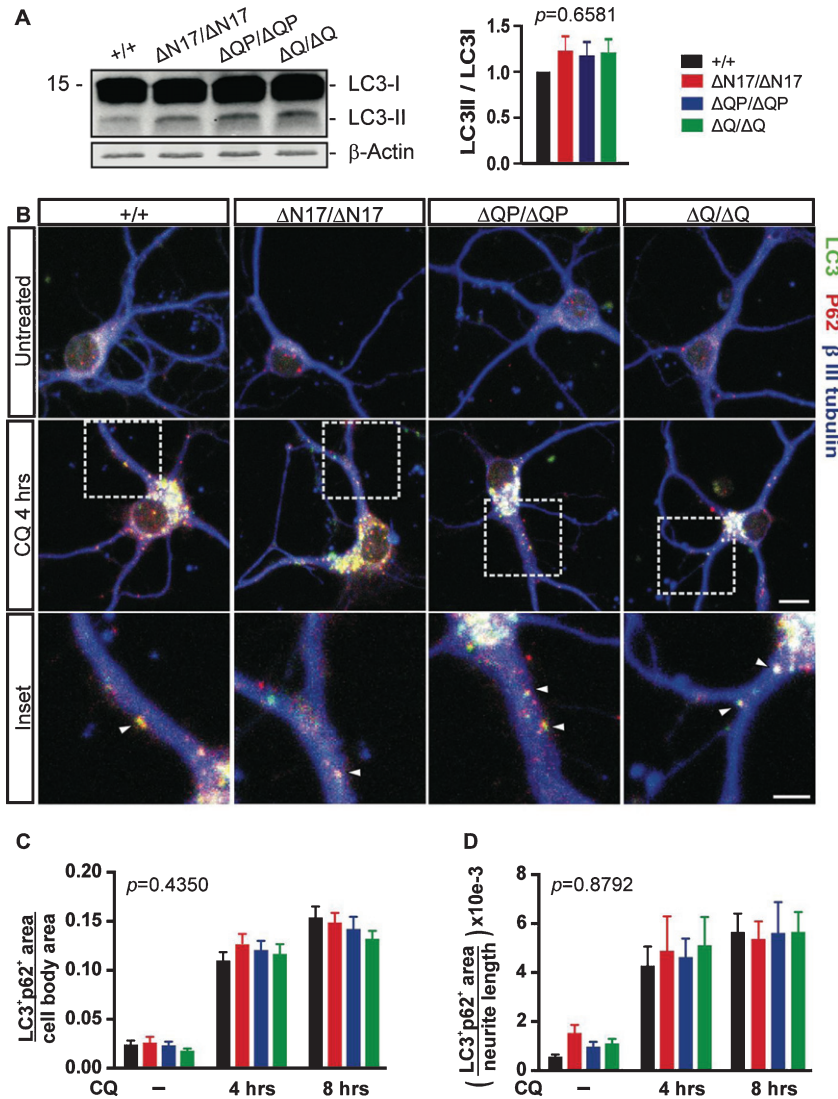 A
+/+
ΔN17/ΔN17
ΔQP/ΔQP
ΔQ/ΔQ
15 -
- LC3-I
- LC3-II
- β-Actin
p=0.6581
LC3II / LC3I
1.5
1.0
0.5
0.0
+/+
ΔN17/ΔN17
ΔQP/ΔQP
ΔQ/ΔQ
B
+/+
ΔN17/ΔN17
ΔQP/ΔQP
ΔQ/ΔQ
Untreated
CQ 4 hrs
Inset
LC3 P62 β III tubulin
C
p=0.4350
LC3⁺p62⁺ area
cell body area
0.20
0.15
0.10
0.05
0.00
CQ – 4 hrs 8 hrs
D
p=0.8792
(LC3⁺p62⁺ area
neurite length) x10e-3
8
6
4
2
0
CQ – 4 hrs 8 hrs